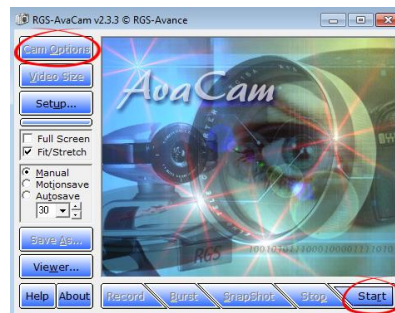 RGS-AvaCam v2.3.3 © RGS-Avance
Cam Options
Video Size
Setup...
Full Screen
Fit/Stretch
Manual
Motionsave
Autosave
30
Save As...
Viewer...
Help About
AvaCam
RGS
Record Burst SnapShot Stop Start